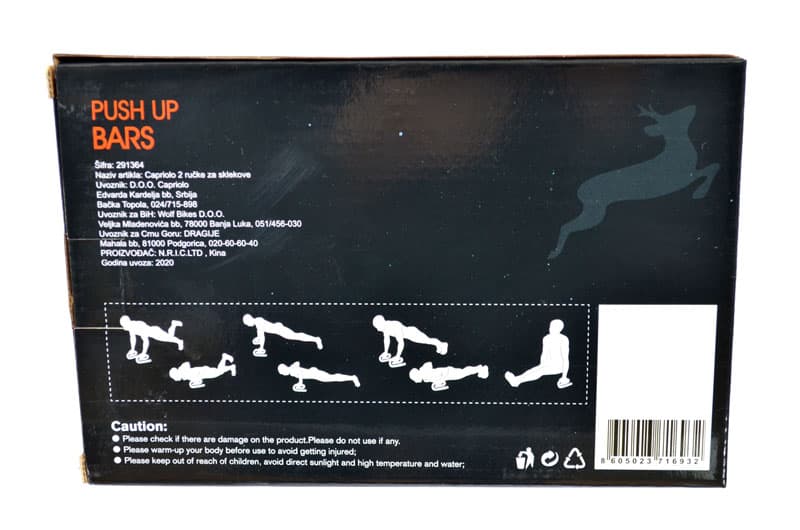 PUSH UP
BARS
Šifra: 291364
Naziv artikla: Capriolo 2 ručke za sklekove
Uvoznik: D.O.O. Capriolo
Edvarda Kardelja bb, Srbija
Bačka Topola, 024/715-898
Uvoznik za BiH: Wolf Bikes D.O.O.
Veljka Mlađenovića bb, 78000 Banja Luka, 051/456-030
Uvoznik za Crnu Goru: DRAGIJE
Mahala bb, 81000 Podgorica, 020-60-60-40
PROIZVOĐAČ: N.R.I.C.LTD , Kina
Godina uvoza: 2020
Caution:
● Please check if there are damage on the product.Please do not use if any.
● Please warm-up your body before use to avoid getting injured;
● Please keep out of reach of children, avoid direct sunlight and high temperature and water;
8 605023 716932